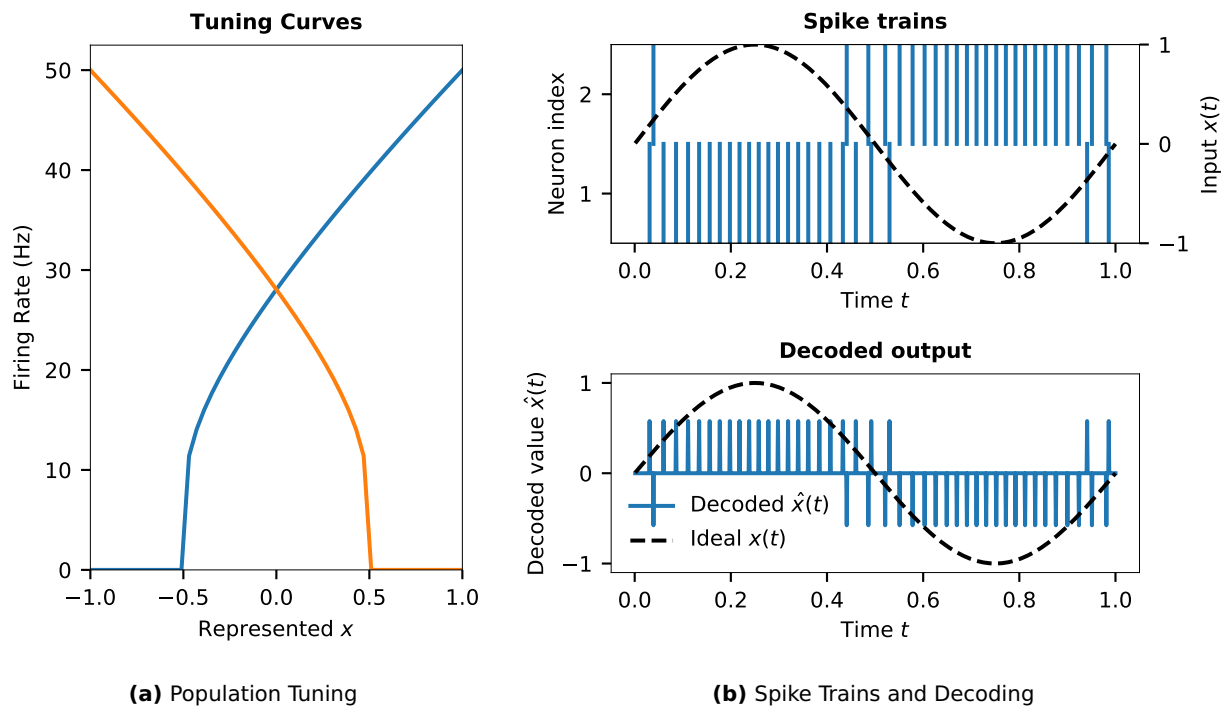 Tuning Curves
Firing Rate (Hz)
50
40
30
20
10
0
−1.0 −0.5 0.0 0.5 1.0
Represented x
(a) Population Tuning
Spike trains
Neuron index
2
1
Input x(t)
1
0
−1
0.0 0.2 0.4 0.6 0.8 1.0
Time t
Decoded output
Decoded value x̂(t)
1
0
−1
Decoded x̂(t)
Ideal x(t)
0.0 0.2 0.4 0.6 0.8 1.0
Time t
(b) Spike Trains and Decoding